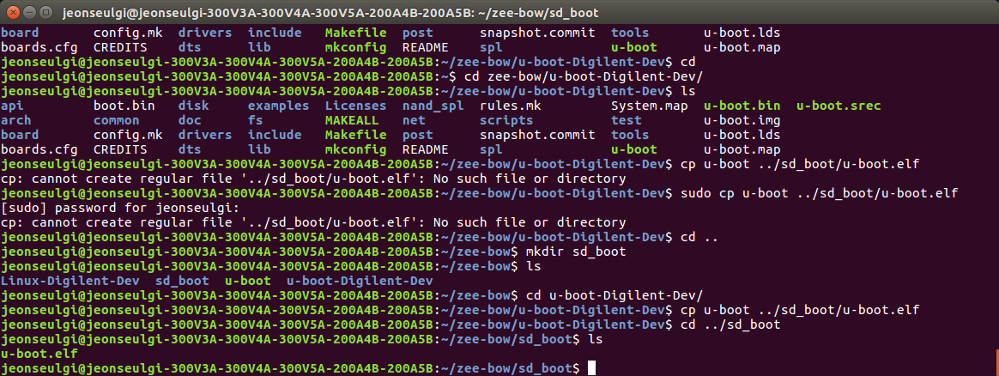 jeonseulgi@jeonseulgi-300V3A-300V4A-300V5A-200A4B-200A5B: ~/zee-bow/sd_boot
board config.mk drivers include Makefile post snapshot.commit tools u-boot.lds
boards.cfg CREDITS dts lib mkconfig README spl u-boot u-boot.map
jeonseulgi@jeonseulgi-300V3A-300V4A-300V5A-200A4B-200A5B:~/zee-bow/u-boot-Digilent-Dev$ cd
jeonseulgi@jeonseulgi-300V3A-300V4A-300V5A-200A4B-200A5B:~$ cd zee-bow/u-boot-Digilent-Dev/
jeonseulgi@jeonseulgi-300V3A-300V4A-300V5A-200A4B-200A5B:~/zee-bow/u-boot-Digilent-Dev$ ls
api boot.bin disk examples Licenses nand_spl rules.mk System.map u-boot.bin u-boot.srec
arch common doc fs MAKEALL net scripts test u-boot.img
board config.mk drivers include Makefile post snapshot.commit tools u-boot.lds
boards.cfg CREDITS dts lib mkconfig README spl u-boot u-boot.map
jeonseulgi@jeonseulgi-300V3A-300V4A-300V5A-200A4B-200A5B:~/zee-bow/u-boot-Digilent-Dev$ cp u-boot ../sd_boot/u-boot.elf
cp: cannot create regular file '../sd_boot/u-boot.elf': No such file or directory
jeonseulgi@jeonseulgi-300V3A-300V4A-300V5A-200A4B-200A5B:~/zee-bow/u-boot-Digilent-Dev$ sudo cp u-boot ../sd_boot/u-boot.elf
[sudo] password for jeonseulgi:
cp: cannot create regular file '../sd_boot/u-boot.elf': No such file or directory
jeonseulgi@jeonseulgi-300V3A-300V4A-300V5A-200A4B-200A5B:~/zee-bow/u-boot-Digilent-Dev$ cd ..
jeonseulgi@jeonseulgi-300V3A-300V4A-300V5A-200A4B-200A5B:~/zee-bow$ mkdir sd_boot
jeonseulgi@jeonseulgi-300V3A-300V4A-300V5A-200A4B-200A5B:~/zee-bow$ ls
Linux-Digilent-Dev sd_boot u-boot u-boot-Digilent-Dev
jeonseulgi@jeonseulgi-300V3A-300V4A-300V5A-200A4B-200A5B:~/zee-bow$ cd u-boot-Digilent-Dev/
jeonseulgi@jeonseulgi-300V3A-300V4A-300V5A-200A4B-200A5B:~/zee-bow/u-boot-Digilent-Dev$ cp u-boot ../sd_boot/u-boot.elf
jeonseulgi@jeonseulgi-300V3A-300V4A-300V5A-200A4B-200A5B:~/zee-bow/u-boot-Digilent-Dev$ cd ../sd_boot
jeonseulgi@jeonseulgi-300V3A-300V4A-300V5A-200A4B-200A5B:~/zee-bow/sd_boot$ ls
u-boot.elf
jeonseulgi@jeonseulgi-300V3A-300V4A-300V5A-200A4B-200A5B:~/zee-bow/sd_boot$